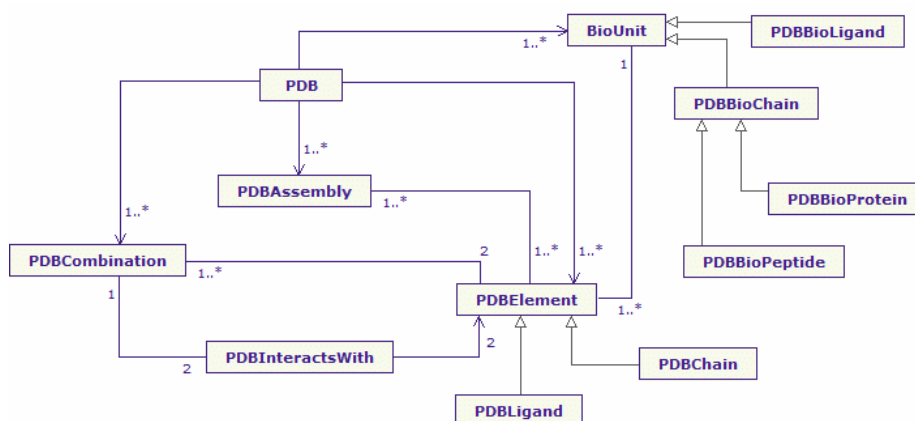 BioUnit
PDBBioLigand
1..*
1
PDB
PDBBioChain
1..*
PDBAssembly
1..*
PDBBioProtein
1..*
PDBCombination
1..*
2
1..*
1..*
PDBBioPeptide
1
PDBElement
1..*
2
PDBInteractsWith
2
PDBChain
PDBLigand